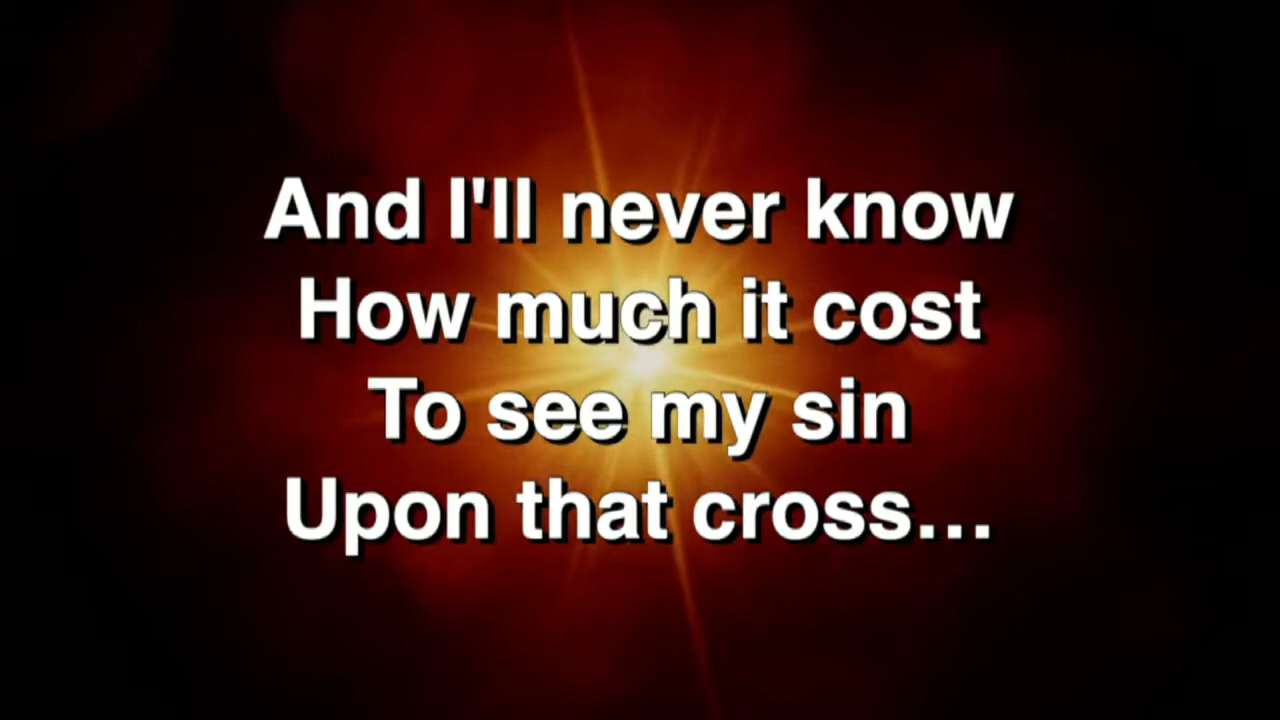 And I'll never know
How much it cost
To see my sin
Upon that cross...